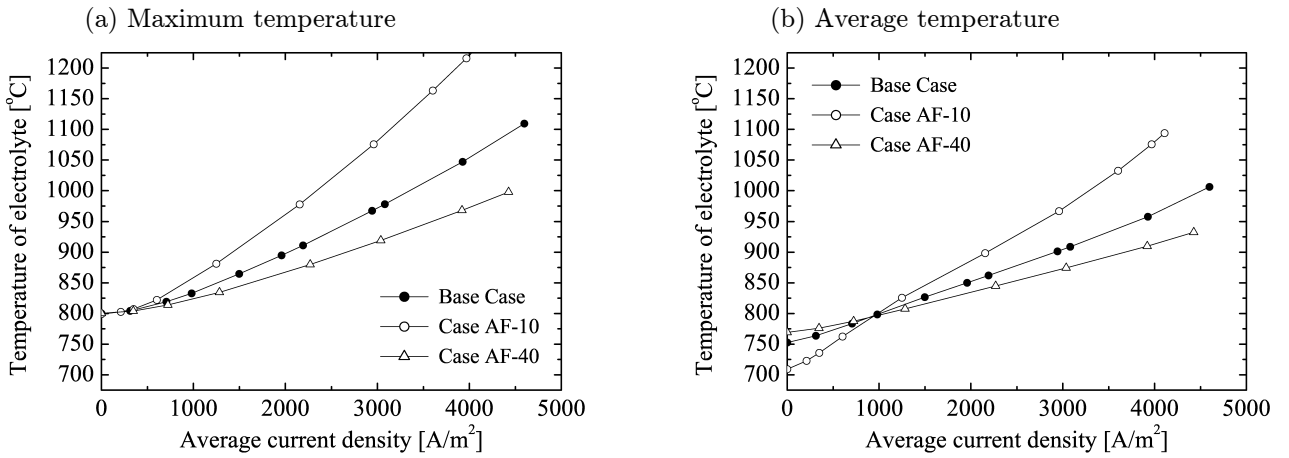 (a) Maximum temperature
(b) Average temperature
Temperature of electrolyte [°C]
1200
1150
1100
1050
1000
950
900
850
800
750
700
0 1000 2000 3000 4000 5000
Average current density [A/m²]
Base Case
Case AF-10
Case AF-40
Temperature of electrolyte [°C]
1200
1150
1100
1050
1000
950
900
850
800
750
700
0 1000 2000 3000 4000 5000
Average current density [A/m²]
Base Case
Case AF-10
Case AF-40